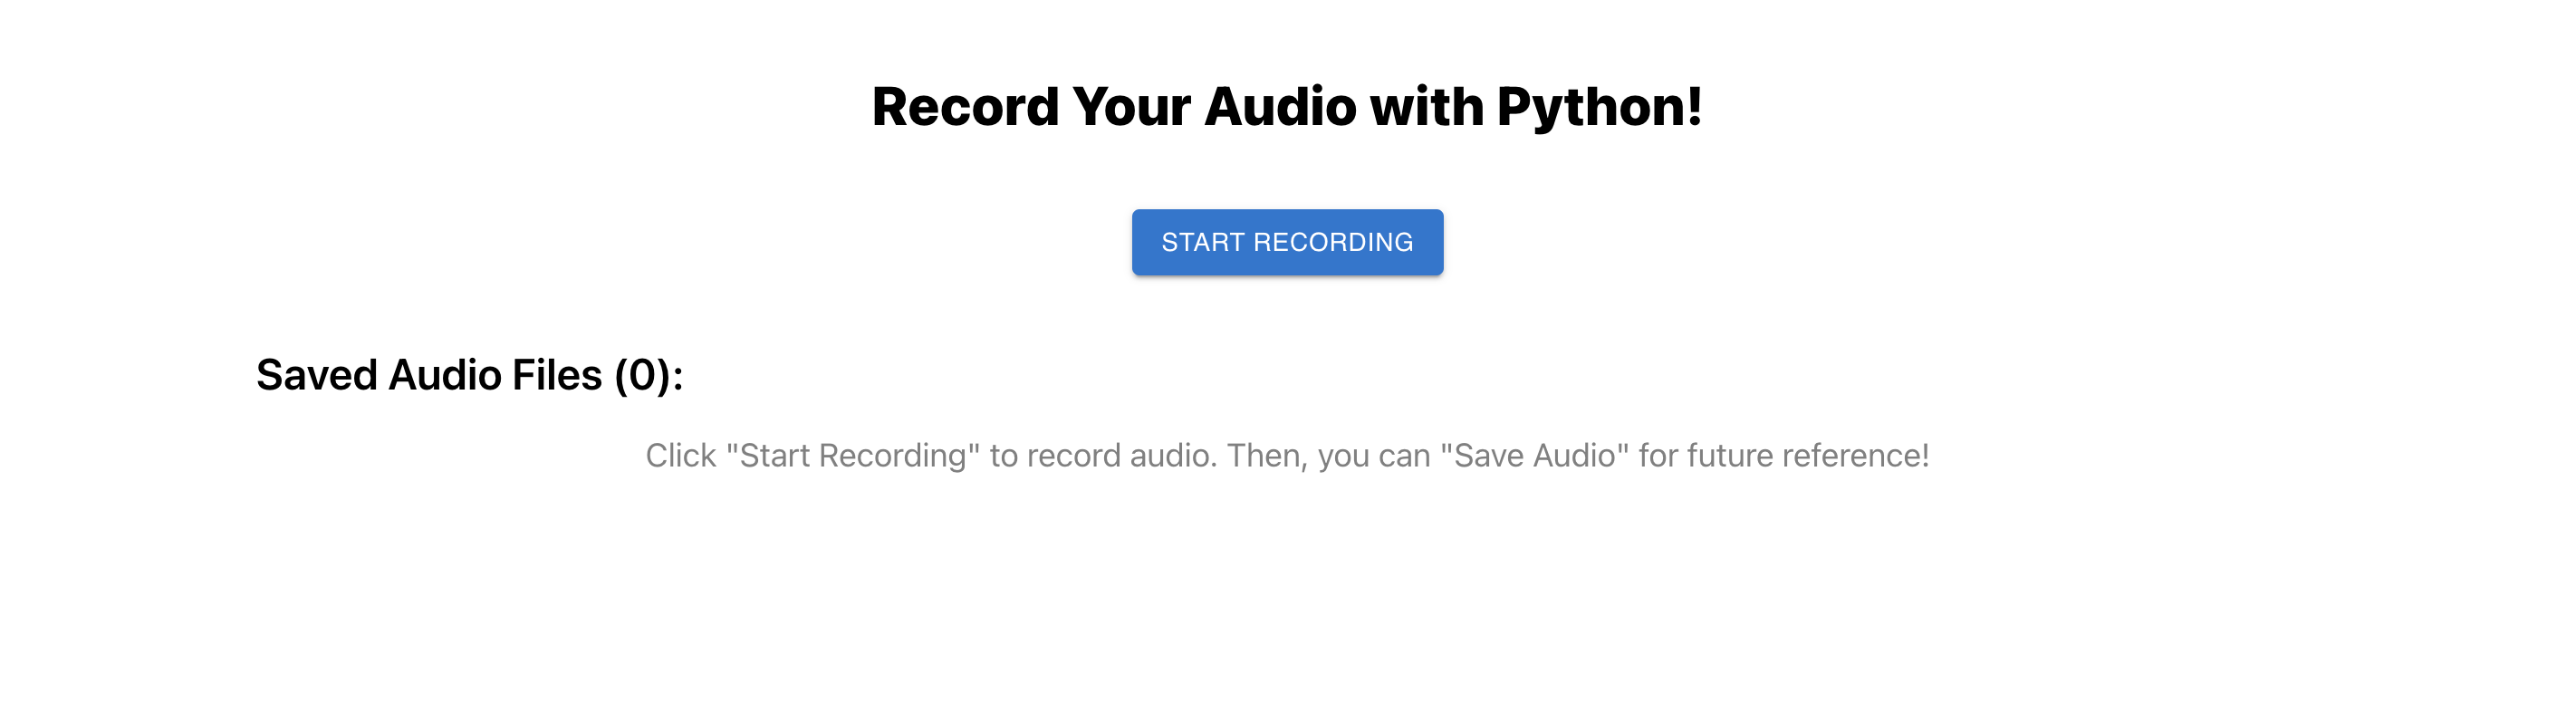 Record Your Audio with Python!
START RECORDING
Saved Audio Files (0):
Click "Start Recording" to record audio. Then, you can "Save Audio" for future reference!